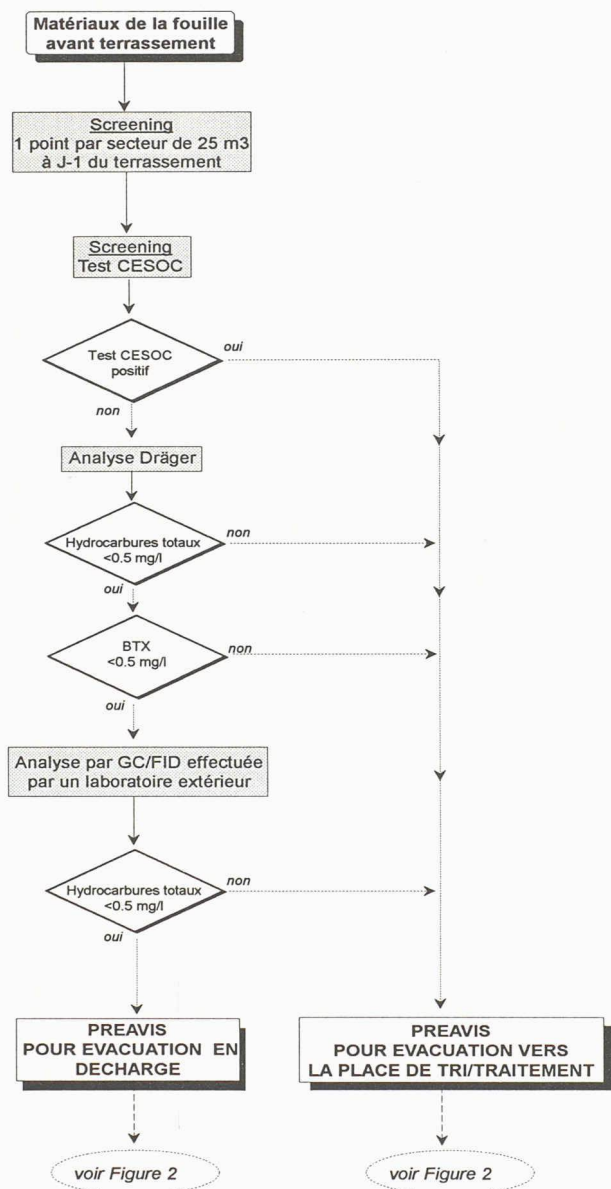 Matériaux de la fouille
avant terrassement
Screening
1 point par secteur de 25 m3
à J-1 du terrassement
Screening
Test CESOC
Test CESOC
positif
oui
non
Analyse Dräger
Hydrocarbures totaux
<0.5 mg/l
non
oui
BTX
<0.5 mg/l
non
oui
Analyse par GC/FID effectuée
par un laboratoire extérieur
Hydrocarbures totaux
<0.5 mg/l
non
oui
PREAVIS
POUR EVACUATION EN
DECHARGE
PREAVIS
POUR EVACUATION VERS
LA PLACE DE TRI/TRAITEMENT
voir Figure 2
voir Figure 2